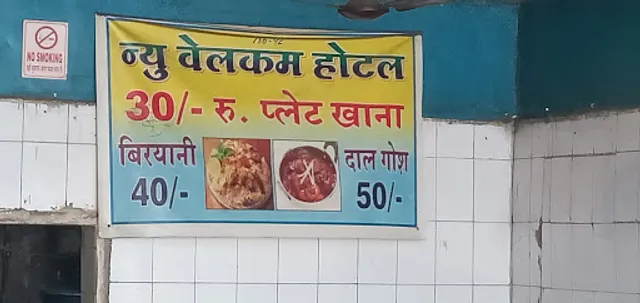 NO SMOKING
न्यु वेलकम होटल
30/- रु. प्लेट खाना
बिरयानी
40/-
दाल गोश
50/-